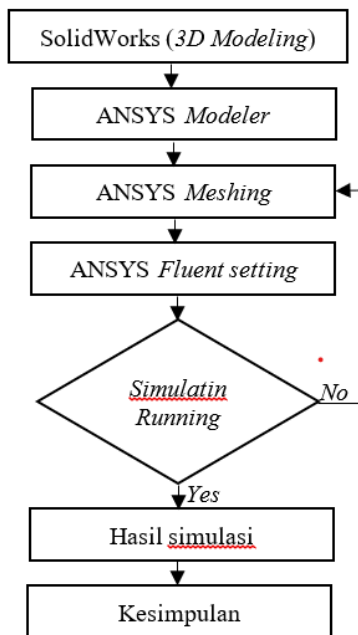 SolidWorks (3D Modeling)
ANSYS Modeler
ANSYS Meshing
ANSYS Fluent setting
Simulatin
Running
No
Yes
Hasil simulasi
Kesimpulan